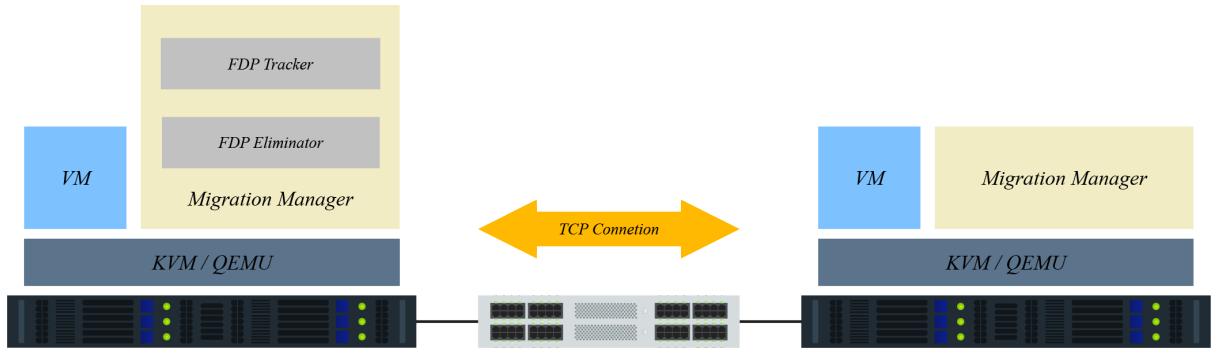 FDP Tracker
FDP Eliminator
VM
Migration Manager
KVM / QEMU
TCP Connetion
VM
Migration Manager
KVM / QEMU